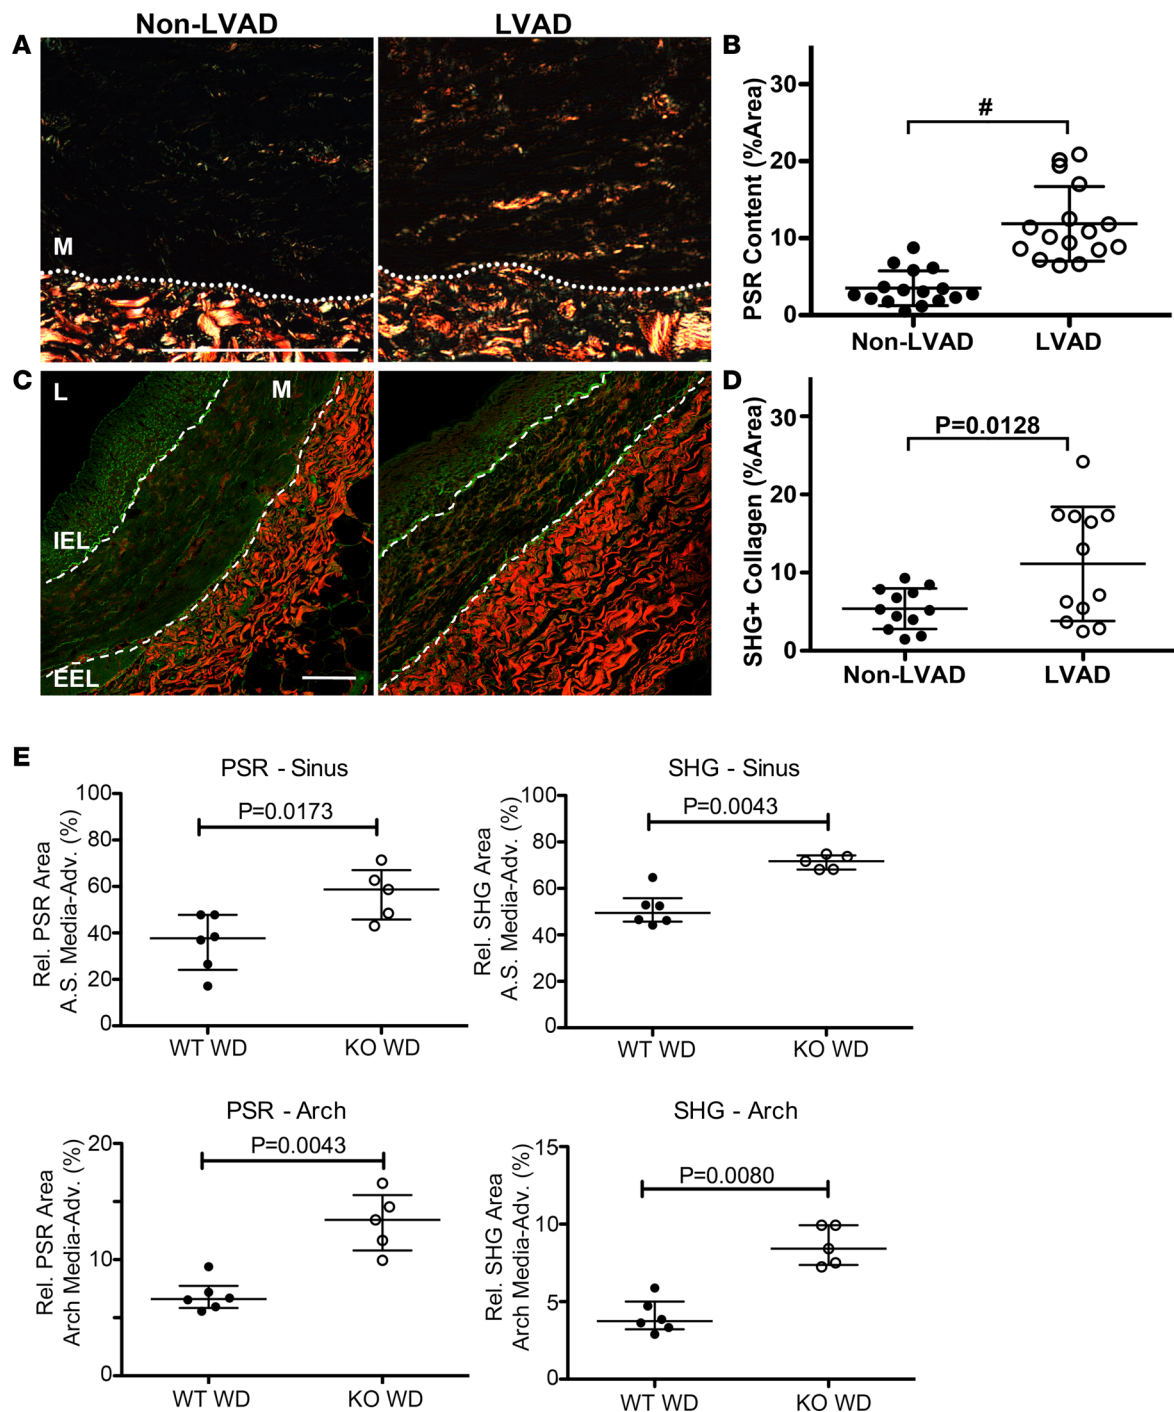 Non-LVAD LVAD
A
M
B
PSR Content (%Area)
30
20
10
0
#
Non-LVAD LVAD
C
L
M
IEL
EEL
D
SHG+ Collagen (%Area)
30
20
10
0
P=0.0128
Non-LVAD LVAD
E
PSR - Sinus
Rel. PSR Area
A.S. Media-Adv. (%)
100
80
60
40
20
0
P=0.0173
WT WD KO WD
SHG - Sinus
Rel. SHG Area
A.S. Media-Adv. (%)
100
80
60
40
20
0
P=0.0043
WT WD KO WD
PSR - Arch
Rel. PSR Area
Arch Media-Adv. (%)
20
10
0
P=0.0043
WT WD KO WD
SHG - Arch
Rel. SHG Area
Arch Media-Adv. (%)
15
10
5
0
P=0.0080
WT WD KO WD